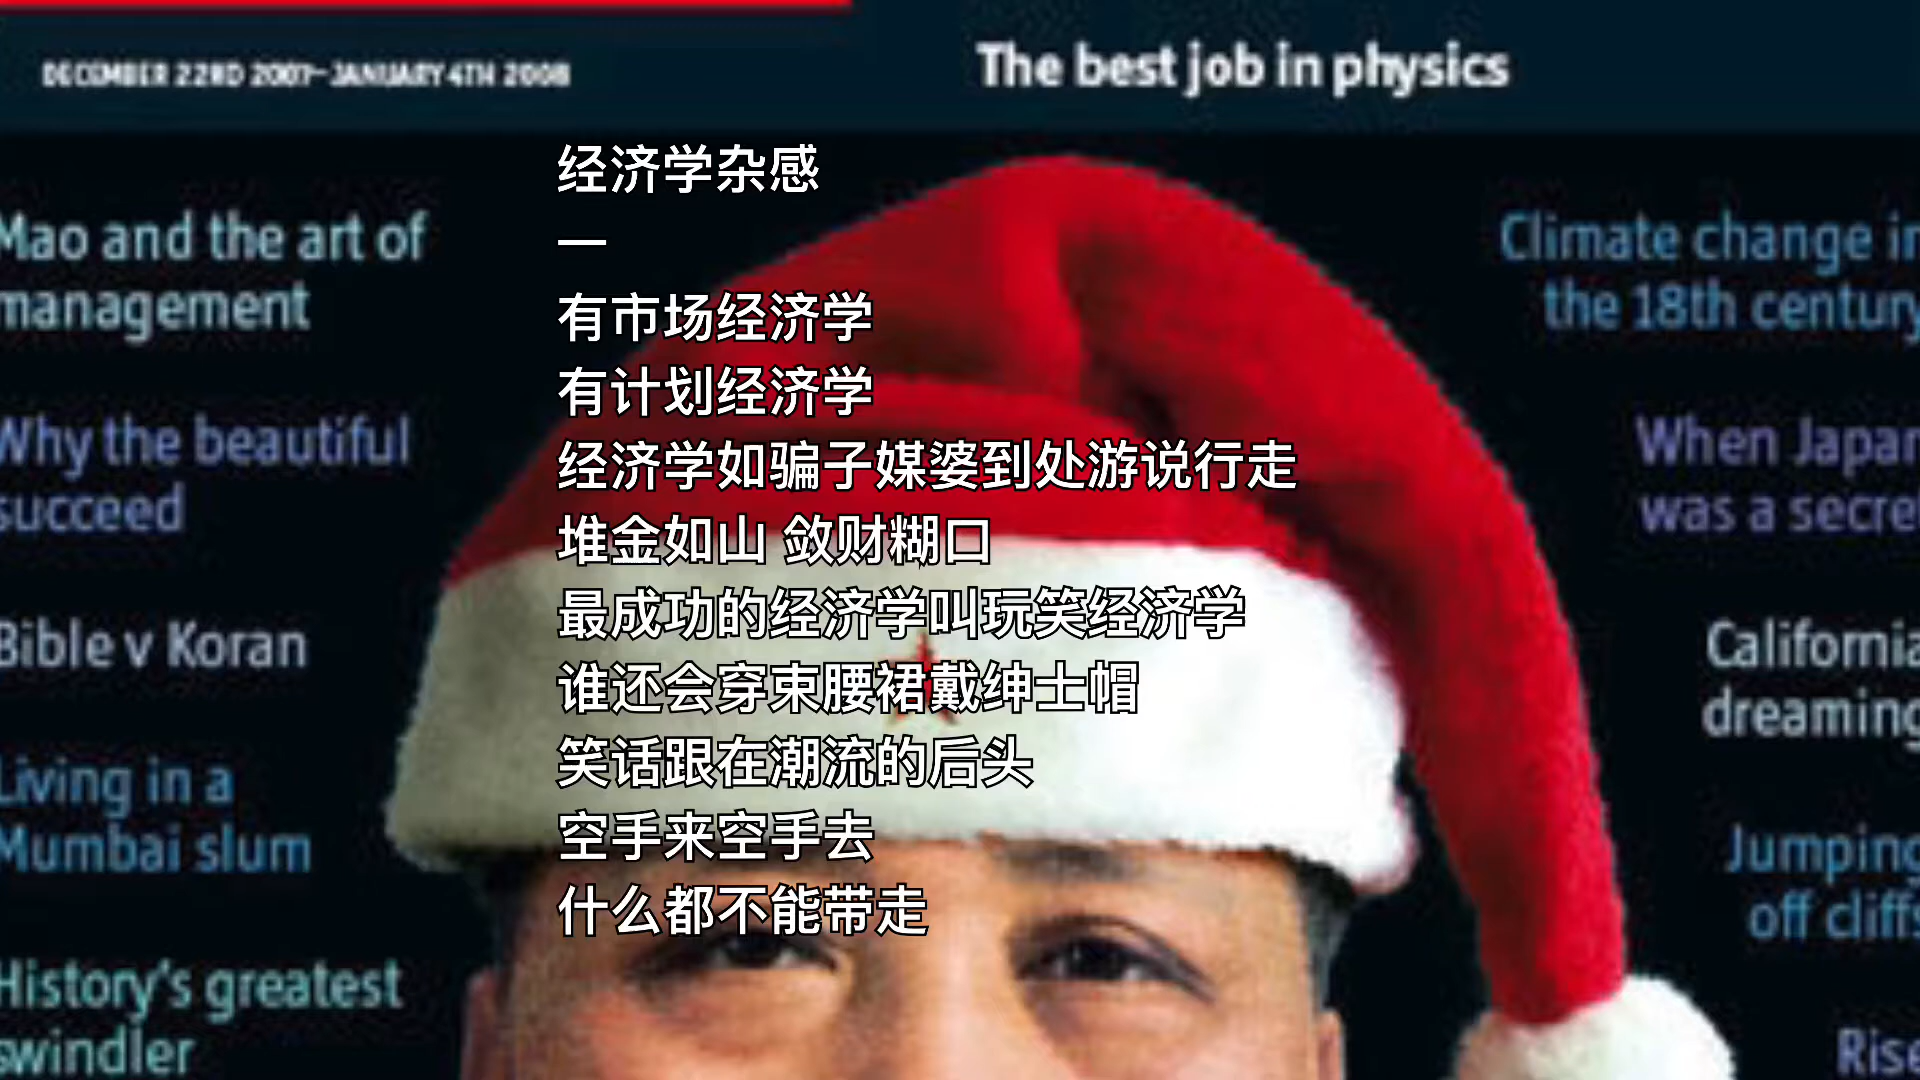 DECEMBER 22RD 2007–JANUARY 4TH 2008
The best job in physics
经济学杂感
—
有市场经济学
有计划经济学
经济学如骗子媒婆到处游说行走
堆金如山 敛财糊口
最成功的经济学叫玩笑经济学
谁还会穿束腰裙戴绅士帽
笑话跟在潮流的后头
空手来空手去
什么都不能带走
Mao and the art of
management
Why the beautiful
succeed
Bible v Koran
Living in a
Mumbai slum
History's greatest
swindler
Climate change in
the 18th century
When Japan
was a secre
California
dreaming
Jumping
off cliffs
Rise